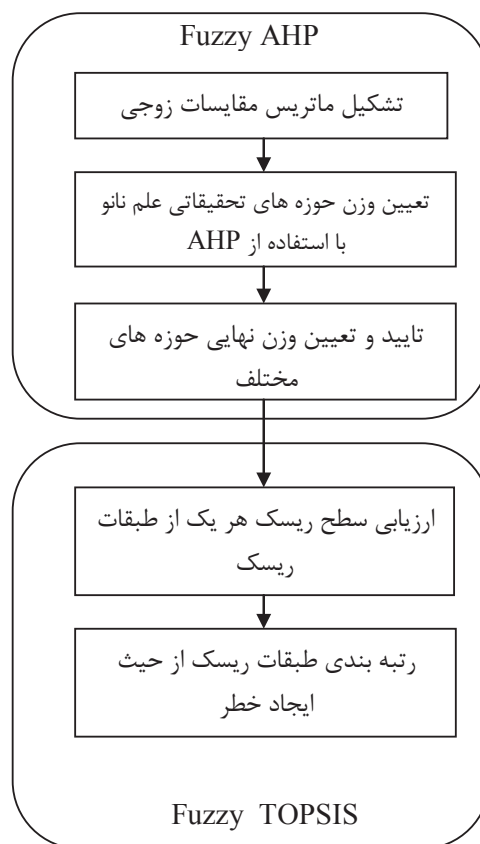 Fuzzy AHP
تشکیل ماتریس مقایسات زوجی
تعیین وزن حوزه های تحقیقاتی علم نانو
با استفاده از AHP
تایید و تعیین وزن نهایی حوزه های
مختلف
ارزیابی سطح ریسک هر یک از طبقات
ریسک
رتبه بندی طبقات ریسک از حیث
ایجاد خطر
Fuzzy TOPSIS